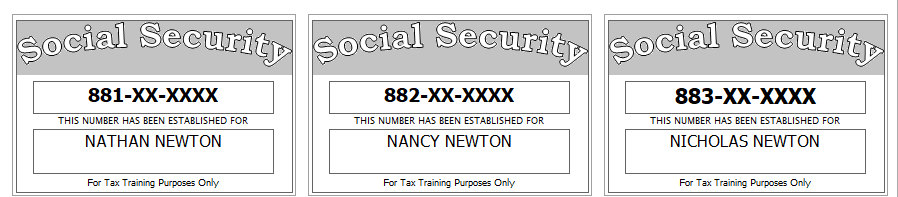 Social Security
881-XX-XXXX
THIS NUMBER HAS BEEN ESTABLISHED FOR
NATHAN NEWTON
For Tax Training Purposes Only
Social Security
882-XX-XXXX
THIS NUMBER HAS BEEN ESTABLISHED FOR
NANCY NEWTON
For Tax Training Purposes Only
Social Security
883-XX-XXXX
THIS NUMBER HAS BEEN ESTABLISHED FOR
NICHOLAS NEWTON
For Tax Training Purposes Only